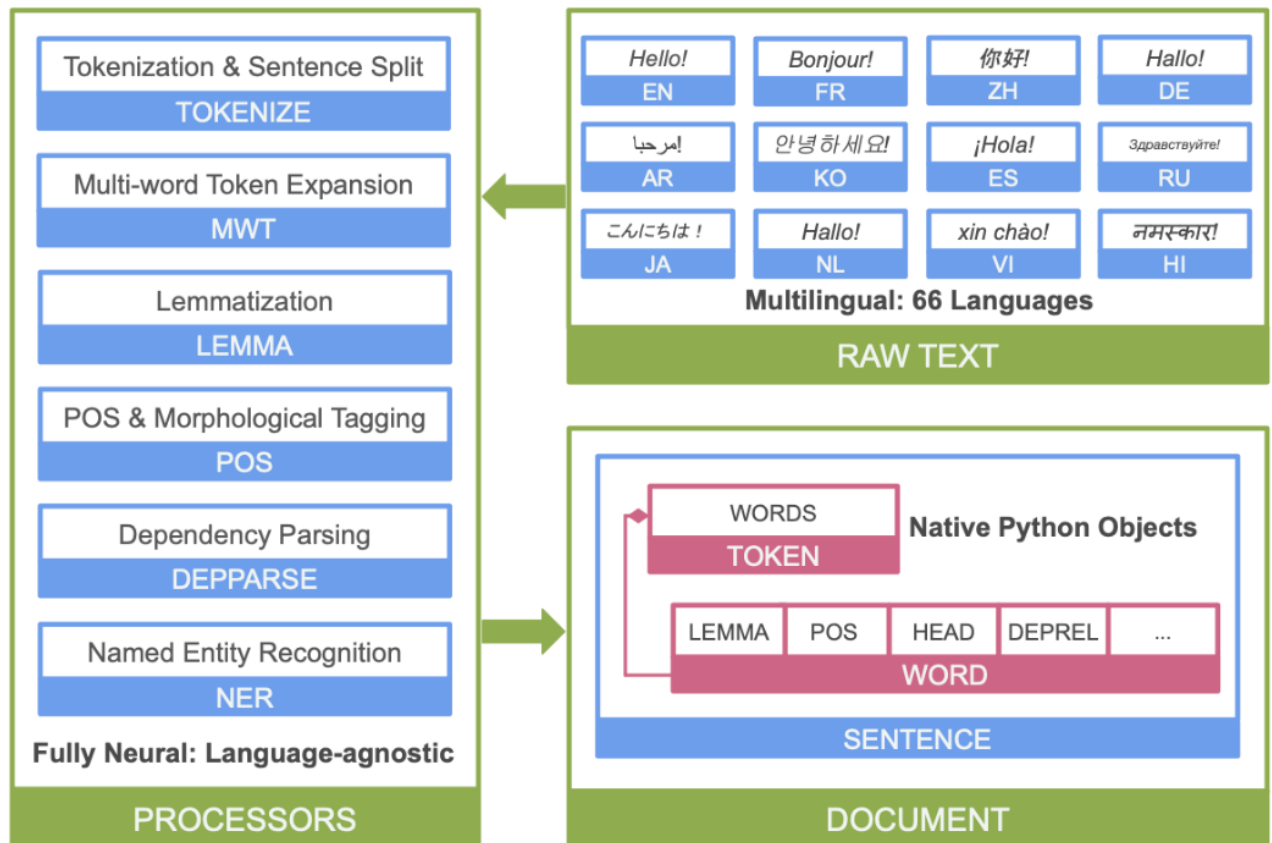 Tokenization & Sentence Split
TOKENIZE
Multi-word Token Expansion
MWT
Lemmatization
LEMMA
POS & Morphological Tagging
POS
Dependency Parsing
DEPPARSE
Named Entity Recognition
NER
Fully Neural: Language-agnostic
PROCESSORS
Hello!
EN
Bonjour!
FR
你好!
ZH
Hallo!
DE
مرحبا!
AR
안녕하세요!
KO
¡Hola!
ES
Здравствуйте!
RU
こんにちは！
JA
Hallo!
NL
xin chào!
VI
नमस्कार!
HI
Multilingual: 66 Languages
RAW TEXT
WORDS
TOKEN
Native Python Objects
LEMMA POS HEAD DEPREL ...
WORD
SENTENCE
DOCUMENT